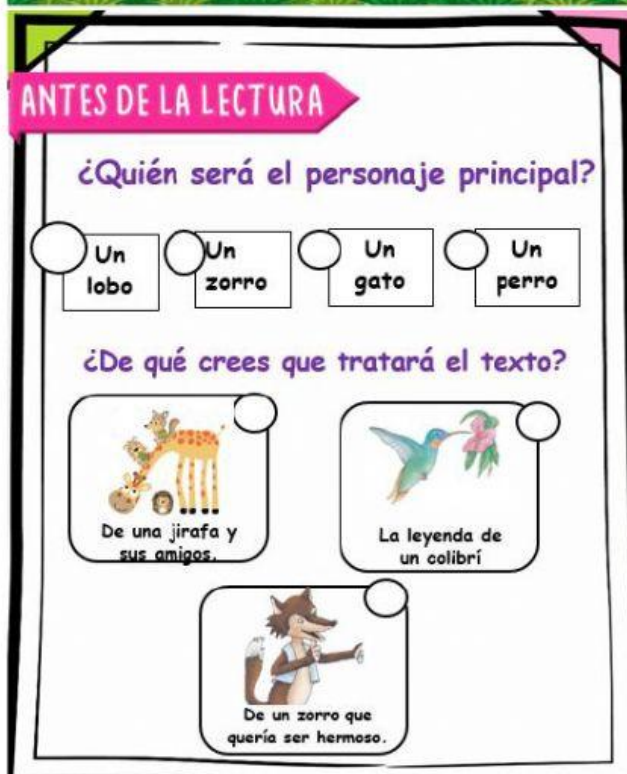 ANTES DE LA LECTURA
¿Quién será el personaje principal?
Un
lobo
Un
zorro
Un
gato
Un
perro
¿De qué crees que tratará el texto?
De una jirafa y
sus amigos.
La leyenda de
un colibrí
De un zorro que
quería ser hermoso.